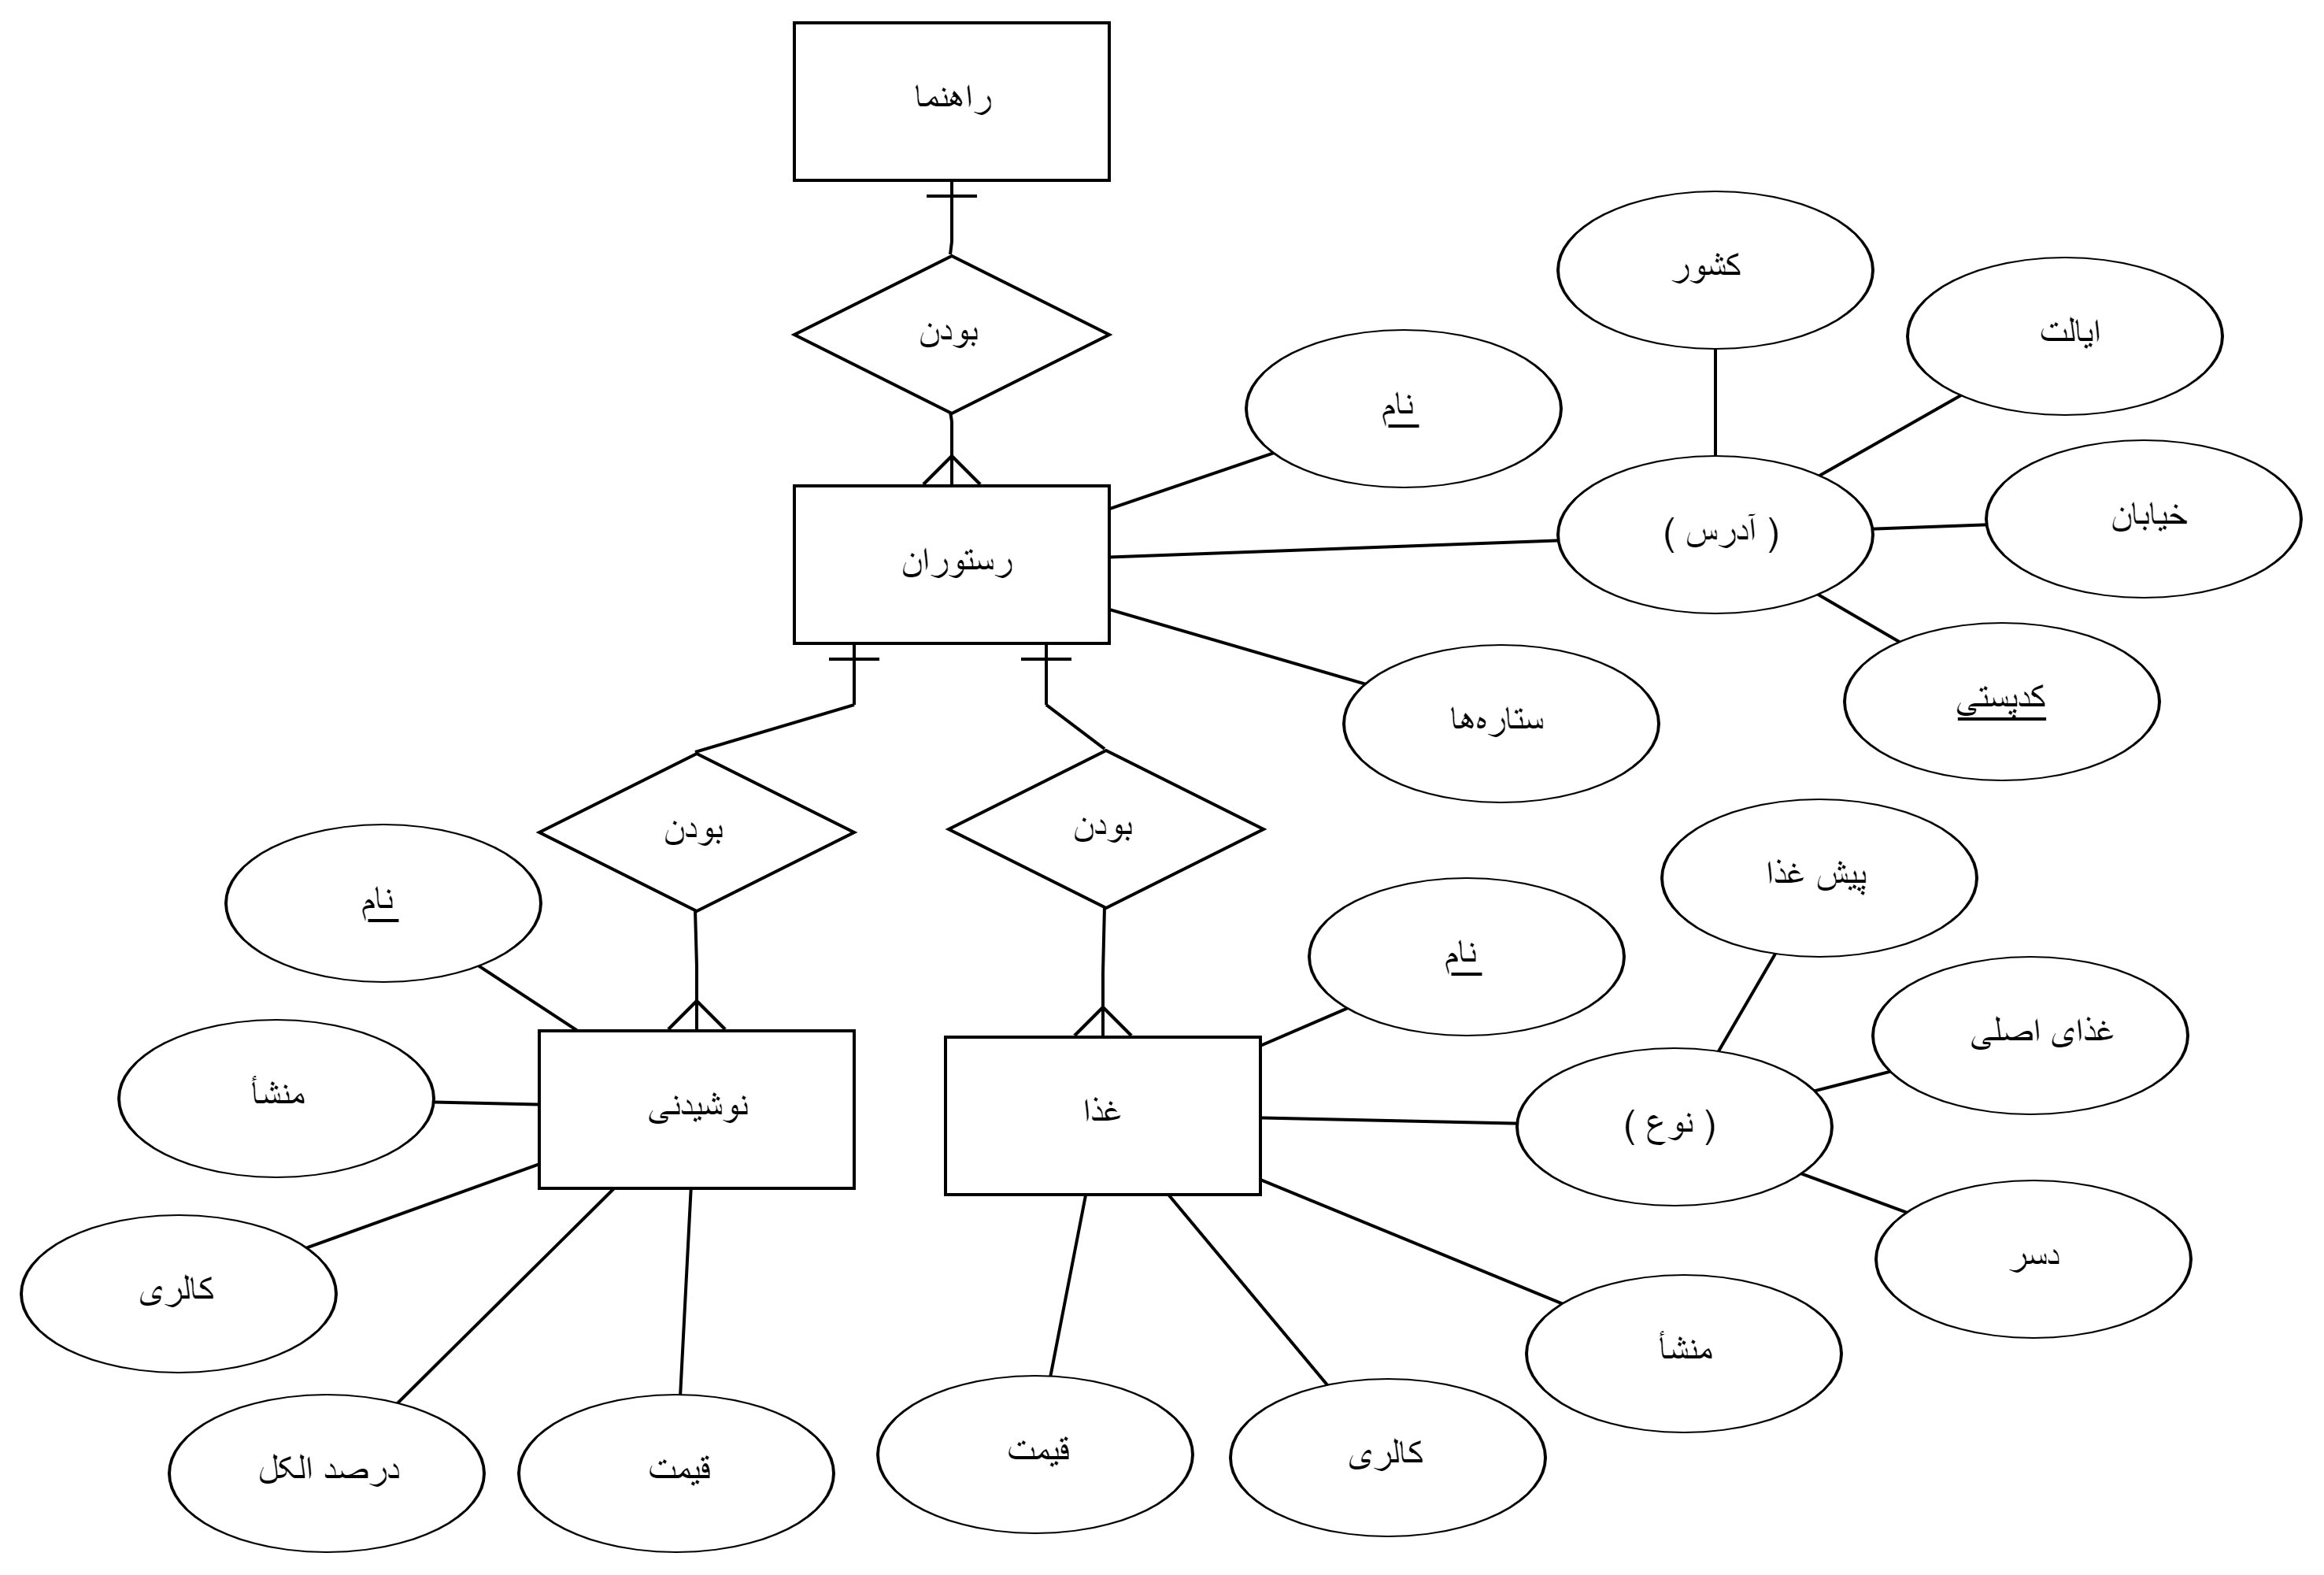 راهنما
بودن
کشور
ایالت
نام
خیابان
( آدرس )
رستوران
کدپستی
ستاره‌ها
بودن
بودن
پیش غذا
نام
نام
غذای اصلی
منشأ
نوشیدنی
غذا
( نوع )
دسر
کالری
منشأ
درصد الکل
قیمت
قیمت
کالری